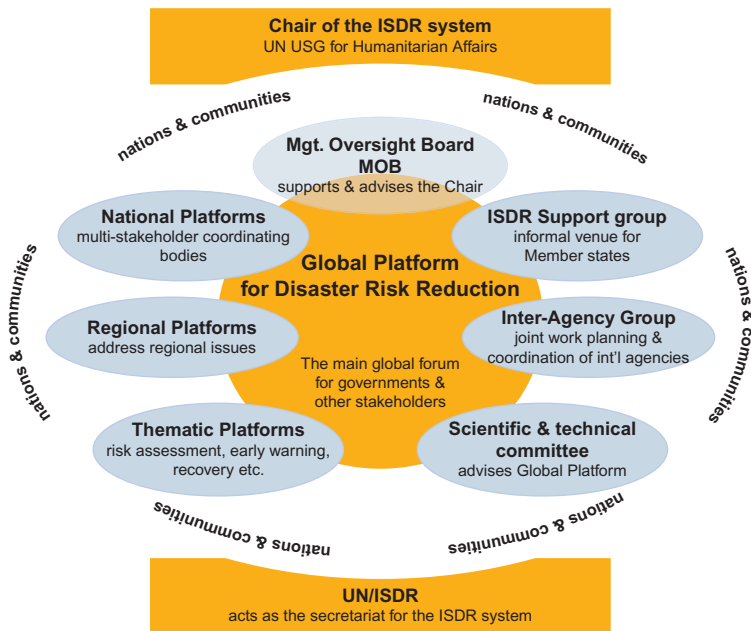 Chair of the ISDR system
UN USG for Humanitarian Affairs
nations & communities
nations & communities
Mgt. Oversight Board
MOB
supports & advises the Chair
National Platforms
multi-stakeholder coordinating
bodies
ISDR Support group
informal venue for
Member states
Global Platform
for Disaster Risk Reduction
nations & communities
nations & communities
Regional Platforms
address regional issues
Inter-Agency Group
joint work planning &
coordination of int'l agencies
The main global forum
for governments &
other stakeholders
Thematic Platforms
risk assessment, early warning,
recovery etc.
Scientific & technical
committee
advises Global Platform
nations & communities
nations & communities
UN/ISDR
acts as the secretariat for the ISDR system